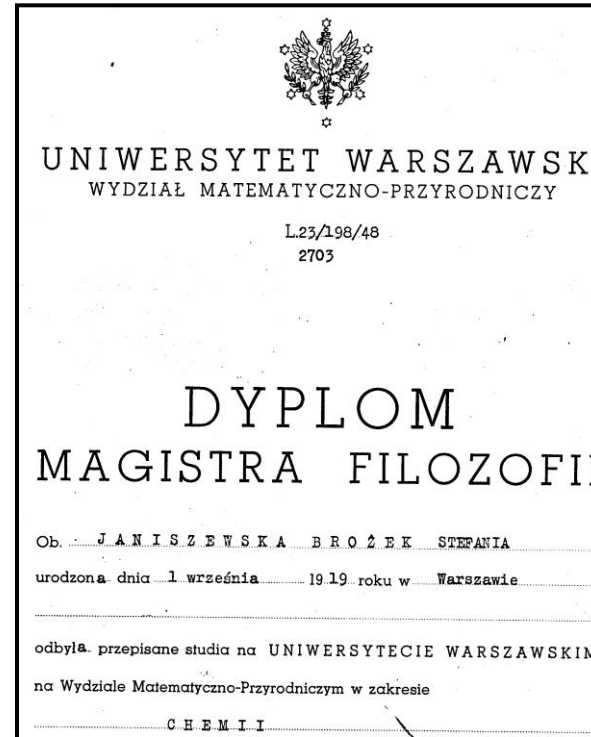 UNIWERSYTET WARSZAWSK
WYDZIAŁ MATEMATYCZNO-PRZYRODNICZY
L.23/198/48
2703
DYPLOM
MAGISTRA FILOZOFI
Ob. JANISZEWSKA BROŻEK STEFANIA
urodzona dnia 1 września 1919 roku w Warszawie
odbyła przepisane studia na UNIWERSYTECIE WARSZAWSKIM
na Wydziale Matematyczno-Przyrodniczym w zakresie
CHEMII